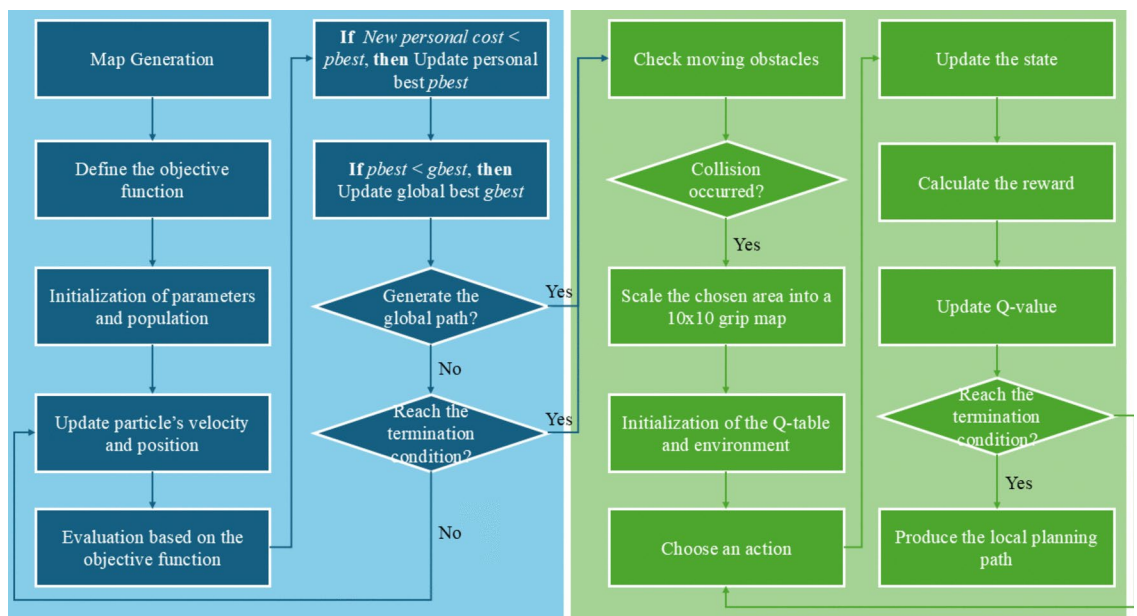 Map Generation
Define the objective
function
Initialization of parameters
and population
Update particle's velocity
and position
Evaluation based on the
objective function
If New personal cost <
pbest, then Update personal
best pbest
If pbest < gbest, then
Update global best gbest
Generate the
global path?
Yes
No
Reach the
termination
condition?
Yes
No
Check moving obstacles
Collision
occurred?
Yes
Scale the chosen area into a
10x10 grip map
Initialization of the Q-table
and environment
Choose an action
Update the state
Calculate the reward
Update Q-value
Reach the
termination
condition?
Yes
Produce the local planning
path